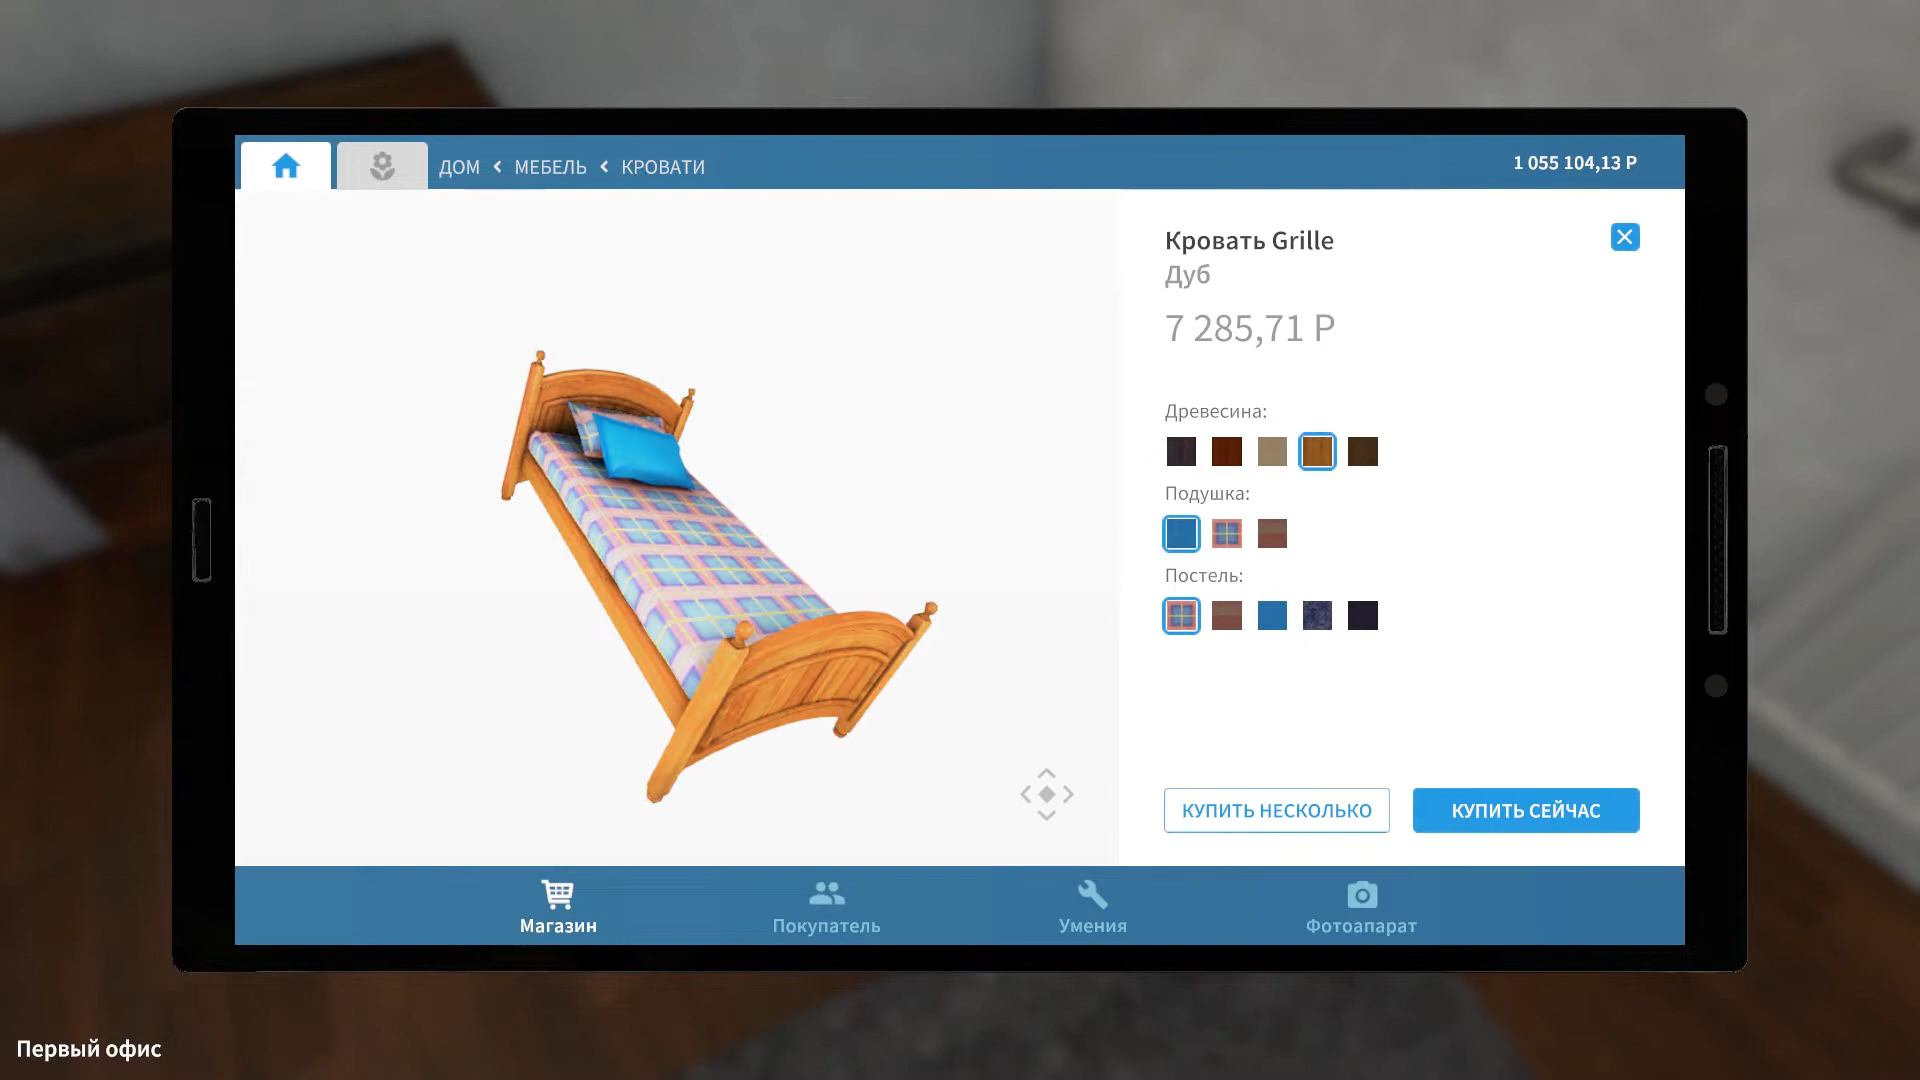 ДОМ < МЕБЕЛЬ < КРОВАТИ
1 055 104,13 Р
Кровать Grille
Дуб
7 285,71 Р
Древесина:
Подушка:
Постель:
КУПИТЬ НЕСКОЛЬКО
КУПИТЬ СЕЙЧАС
Магазин
Покупатель
Умения
Фотоапарат
Первый офис